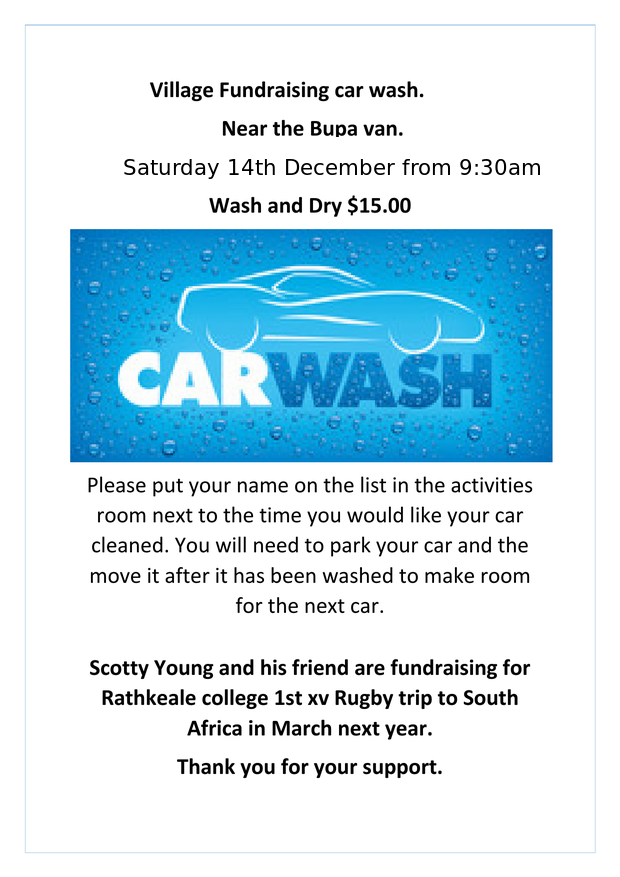 Village Fundraising car wash.
Near the Bupa van.
Saturday 14th December from 9:30am
Wash and Dry $15.00
CARWASH
Please put your name on the list in the activities
room next to the time you would like your car
cleaned. You will need to park your car and the
move it after it has been washed to make room
for the next car.
Scotty Young and his friend are fundraising for
Rathkeale college 1st xv Rugby trip to South
Africa in March next year.
Thank you for your support.